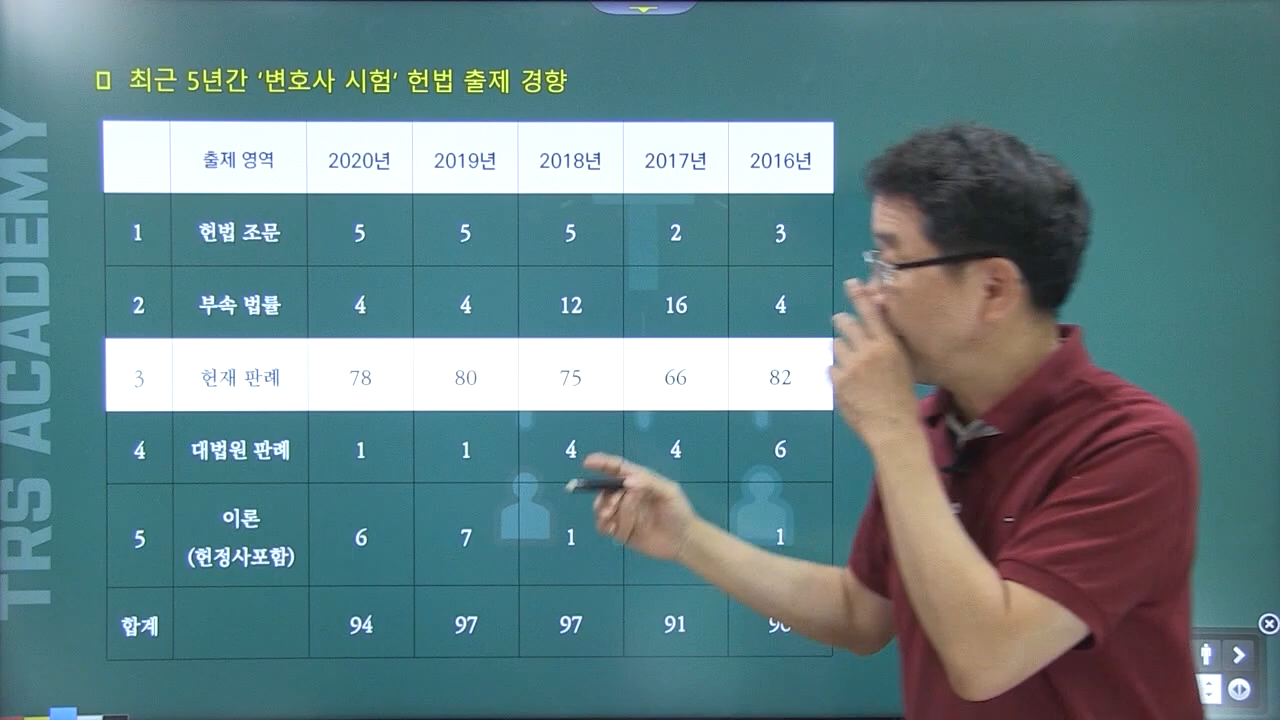 최근 5년간 ‘변호사 시험’ 헌법 출제 경향
출제 영역 2020년 2019년 2018년 2017년 2016년
1 헌법 조문 5 5 5 2 3
2 부속 법률 4 4 12 16 4
3 헌재 판례 78 80 75 66 82
4 대법원 판례 1 1 4 4 6
5 이론 (헌정사포함) 6 7 1 1
합계 94 97 97 91
TRS ACADEMY